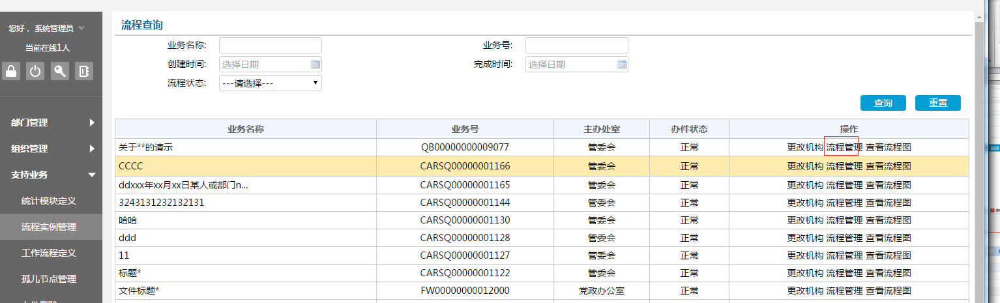 您好，系统管理员
当前在线1人
部门管理
组织管理
支持业务
统计模块定义
流程实例管理
工作流程定义
孤儿节点管理
流程查询
业务名称: 业务号:
创建时间: 选择日期 完成时间: 选择日期
流程状态: ---请选择---
查询 重置
业务名称 业务号 主办处室 办件状态 操作
关于**的请示 QB00000000009077 管委会 正常 更改机构 流程管理 查看流程图
CCCC CARSQ00000001166 管委会 正常 更改机构 流程管理 查看流程图
ddxxx年xx月xx日某人或部门n... CARSQ00000001165 管委会 正常 更改机构 流程管理 查看流程图
3243131232132131 CARSQ00000001144 管委会 正常 更改机构 流程管理 查看流程图
哈哈 CARSQ00000001130 管委会 正常 更改机构 流程管理 查看流程图
ddd CARSQ00000001128 管委会 正常 更改机构 流程管理 查看流程图
11 CARSQ00000001127 管委会 正常 更改机构 流程管理 查看流程图
标题* CARSQ00000001122 管委会 正常 更改机构 流程管理 查看流程图
文件标题* FW00000000012000 党政办公室 正常 更改机构 流程管理 查看流程图